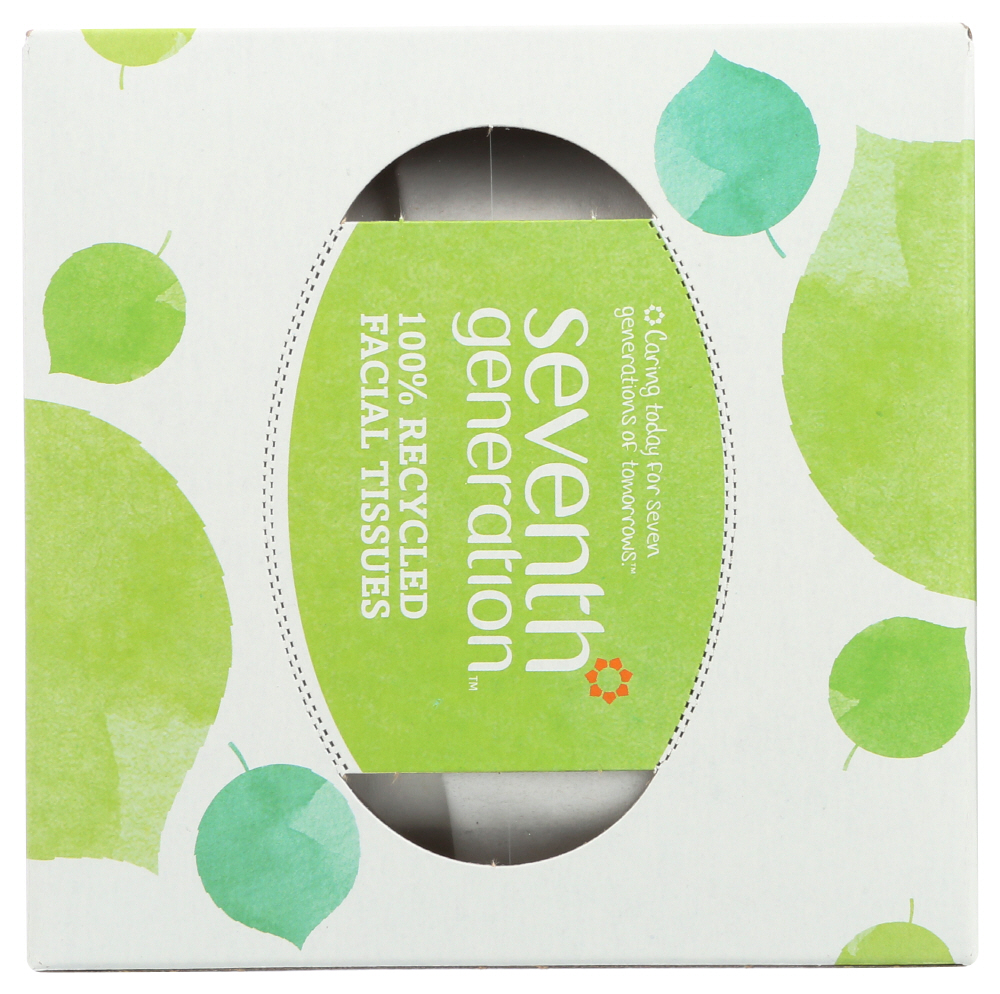 Caring today for seven
generations of tomorrows.™
seventh
generation™
100% RECYCLED
FACIAL TISSUES